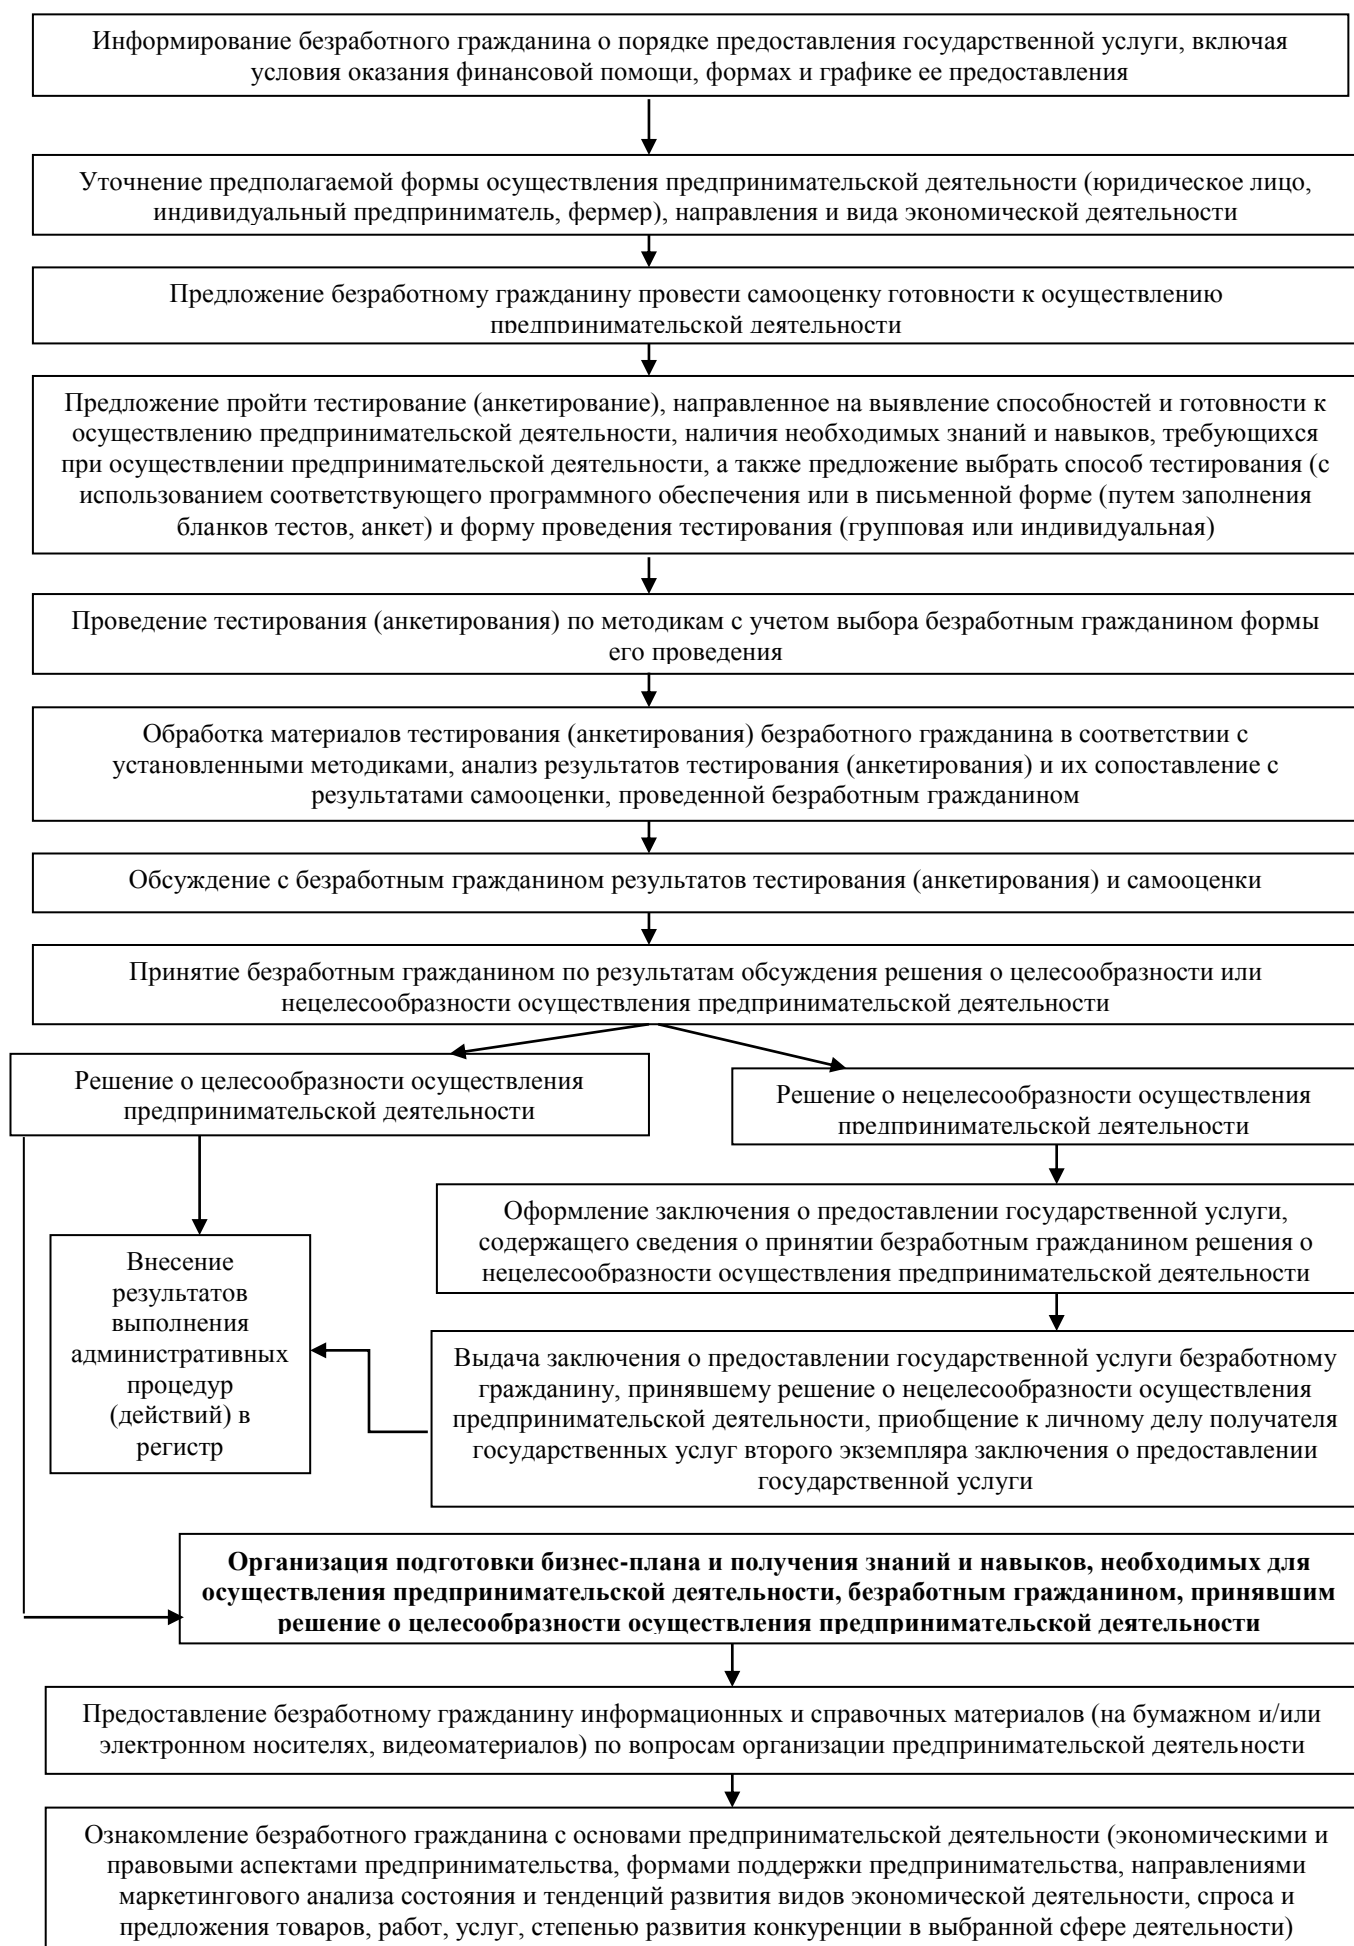 Информирование безработного гражданина о порядке предоставления государственной услуги, включая
условия оказания финансовой помощи, формах и графике ее предоставления
Уточнение предполагаемой формы осуществления предпринимательской деятельности (юридическое лицо,
индивидуальный предприниматель, фермер), направления и вида экономической деятельности
Предложение безработному гражданину провести самооценку готовности к осуществлению
предпринимательской деятельности
Предложение пройти тестирование (анкетирование), направленное на выявление способностей и готовности к
осуществлению предпринимательской деятельности, наличия необходимых знаний и навыков, требующихся
при осуществлении предпринимательской деятельности, а также предложение выбрать способ тестирования (с
использованием соответствующего программного обеспечения или в письменной форме (путем заполнения
бланков тестов, анкет) и форму проведения тестирования (групповая или индивидуальная)
Проведение тестирования (анкетирования) по методикам с учетом выбора безработным гражданином формы
его проведения
Обработка материалов тестирования (анкетирования) безработного гражданина в соответствии с
установленными методиками, анализ результатов тестирования (анкетирования) и их сопоставление с
результатами самооценки, проведенной безработным гражданином
Обсуждение с безработным гражданином результатов тестирования (анкетирования) и самооценки
Принятие безработным гражданином по результатам обсуждения решения о целесообразности или
нецелесообразности осуществления предпринимательской деятельности
Решение о целесообразности осуществления
предпринимательской деятельности
Решение о нецелесообразности осуществления
предпринимательской деятельности
Оформление заключения о предоставлении государственной услуги,
содержащего сведения о принятии безработным гражданином решения о
нецелесообразности осуществления предпринимательской деятельности
Внесение
результатов
выполнения
административных
процедур
(действий) в
регистр
Выдача заключения о предоставлении государственной услуги безработному
гражданину, принявшему решение о нецелесообразности осуществления
предпринимательской деятельности, приобщение к личному делу получателя
государственных услуг второго экземпляра заключения о предоставлении
государственной услуги
Организация подготовки бизнес-плана и получения знаний и навыков, необходимых для
осуществления предпринимательской деятельности, безработным гражданином, принявшим
решение о целесообразности осуществления предпринимательской деятельности
Предоставление безработному гражданину информационных и справочных материалов (на бумажном и/или
электронном носителях, видеоматериалов) по вопросам организации предпринимательской деятельности
Ознакомление безработного гражданина с основами предпринимательской деятельности (экономическими и
правовыми аспектами предпринимательства, формами поддержки предпринимательства, направлениями
маркетингового анализа состояния и тенденций развития видов экономической деятельности, спроса и
предложения товаров, работ, услуг, степенью развития конкуренции в выбранной сфере деятельности)